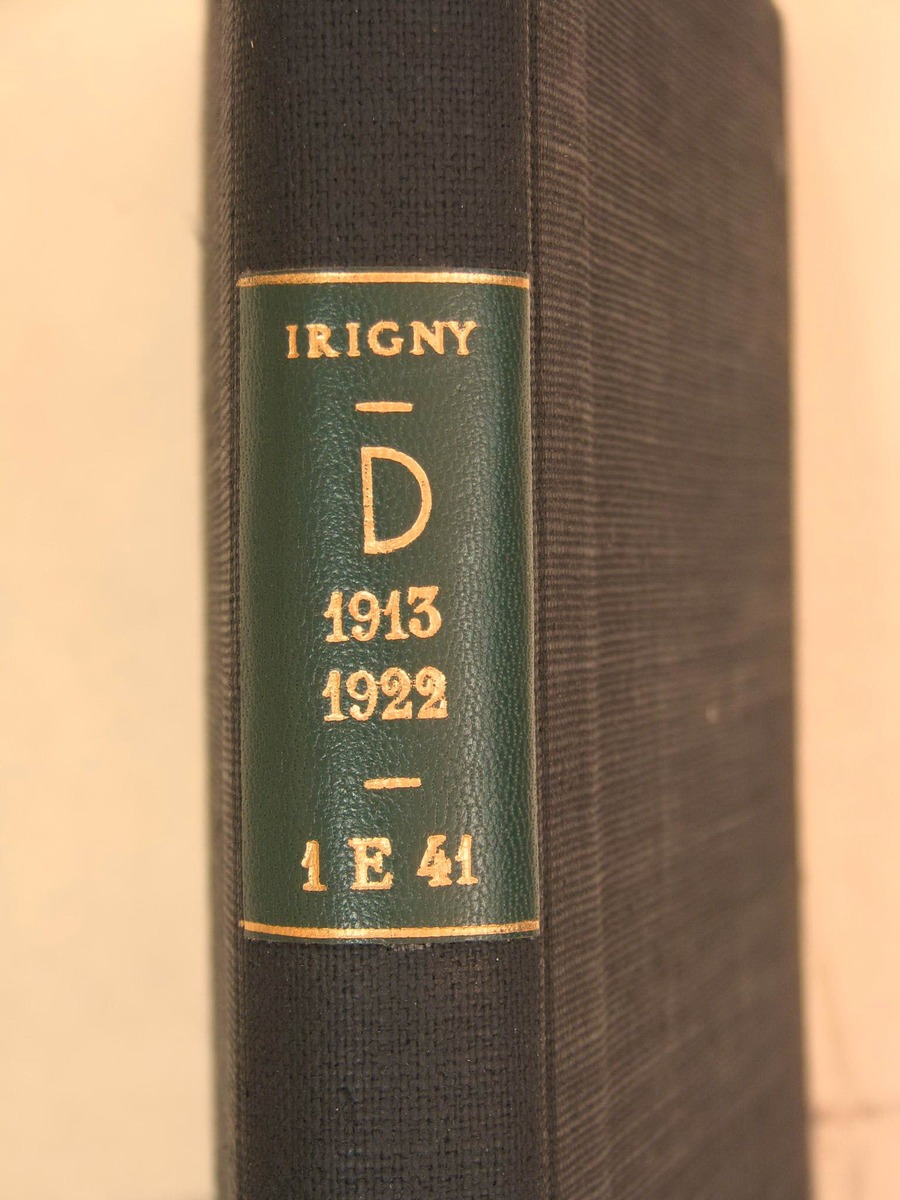 IRIGNY
—
D
1913
1922
—
1 E 41